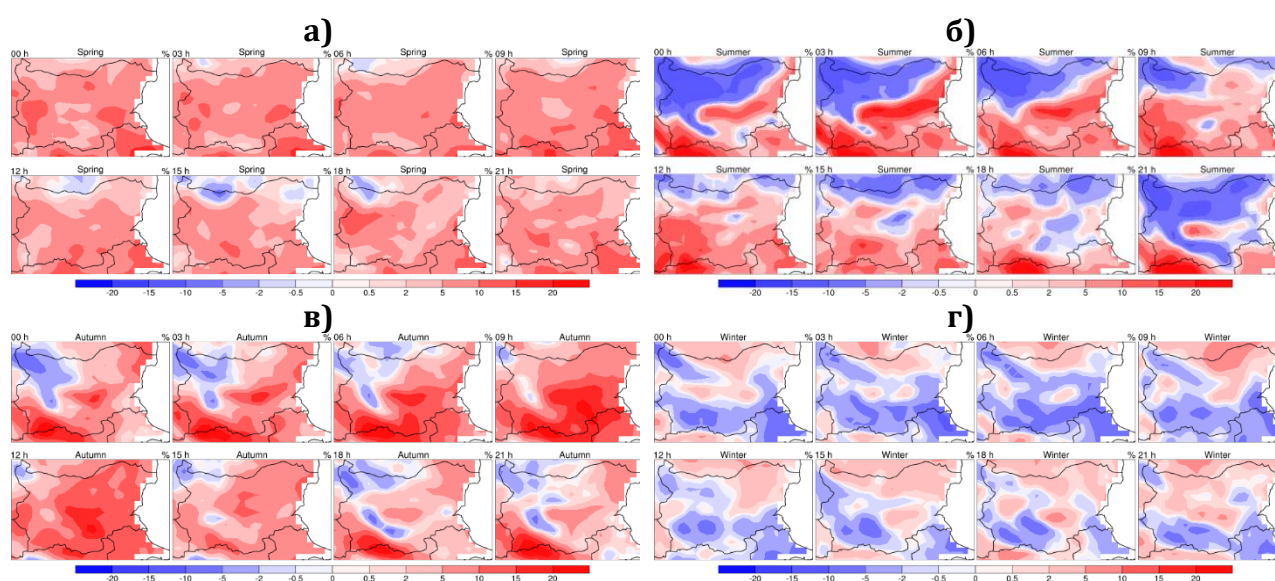 а)
00 h Spring % 03 h Spring % 06 h Spring % 09 h Spring
12 h Spring % 15 h Spring % 18 h Spring % 21 h Spring
-20 -15 -10 -5 -2 -0.5 0 0.5 2 5 10 15 20
б)
00 h Summer % 03 h Summer % 06 h Summer % 09 h Summer
12 h Summer % 15 h Summer % 18 h Summer % 21 h Summer
-20 -15 -10 -5 -2 -0.5 0 0.5 2 5 10 15 20
в)
00 h Autumn % 03 h Autumn % 06 h Autumn % 09 h Autumn
12 h Autumn % 15 h Autumn % 18 h Autumn % 21 h Autumn
-20 -15 -10 -5 -2 -0.5 0 0.5 2 5 10 15 20
г)
00 h Winter % 03 h Winter % 06 h Winter % 09 h Winter
12 h Winter % 15 h Winter % 18 h Winter % 21 h Winter
-20 -15 -10 -5 -2 -0.5 0 0.5 2 5 10 15 20